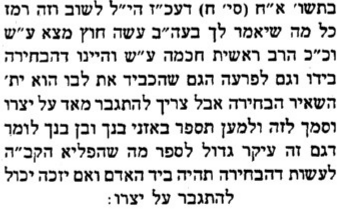 בתשו' א״ח (סי' ח) דעכ״ז הי״ל לשוב וזה רמז
כל מה שיאמר לך בעה״ב עשה חוץ מצא ע״ש
וכ״כ הרב ראשית חכמה ע״ש והיינו דהבחירה
בידו וגם לפרעה הגם שהכביד את לבו הוא ית'
השאיר הבחירה אבל צריך להתגבר מאד על יצרו
וסמך לזה ולמען תספר באזני בנך ובן בנך לומר
דגם זה עיקר גדול לספר מה שהפליא הקב״ה
לעשות דהבחירה תהיה ביד האדם ואם יזכה יכול
להתגבר על יצרו: